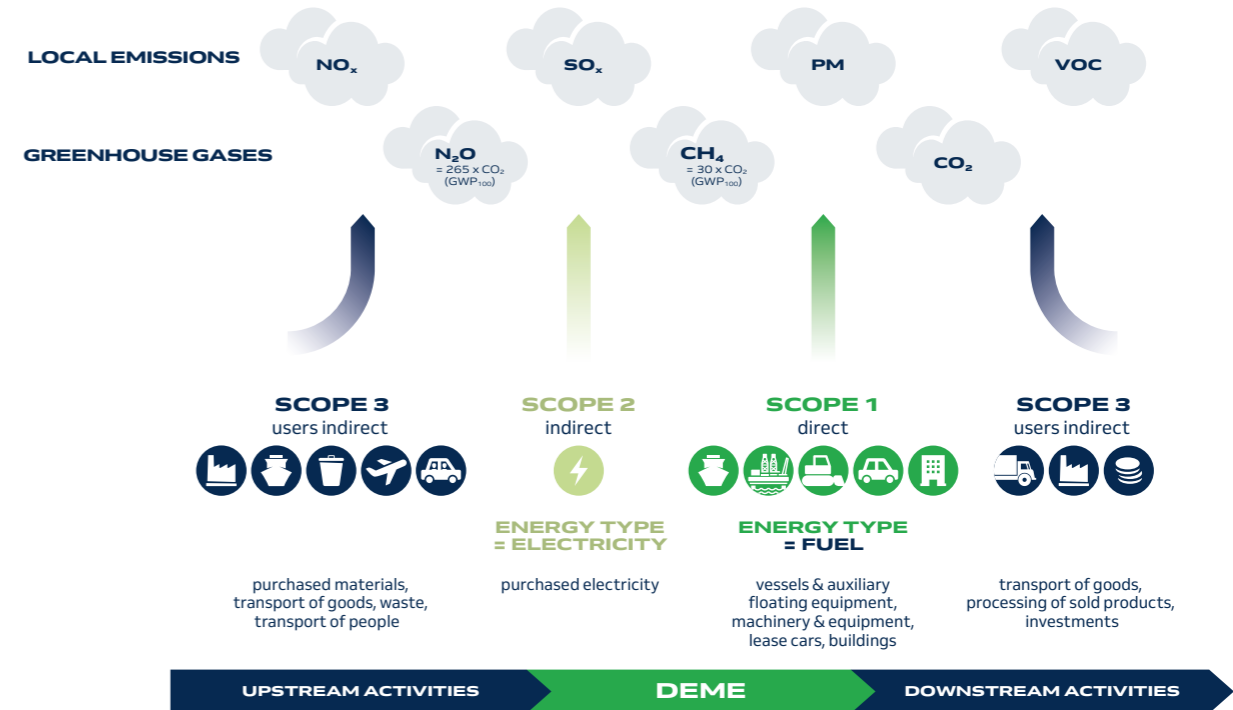 LOCAL EMISSIONS
NOₓ
SOₓ
PM
VOC
GREENHOUSE GASES
N₂O
= 265 x CO₂
(GWP₁₀₀)
CH₄
= 30 x CO₂
(GWP₁₀₀)
CO₂
SCOPE 3
users indirect
purchased materials,
transport of goods, waste,
transport of people
SCOPE 2
indirect
ENERGY TYPE
= ELECTRICITY
purchased electricity
SCOPE 1
direct
ENERGY TYPE
= FUEL
vessels & auxiliary
floating equipment,
machinery & equipment,
lease cars, buildings
SCOPE 3
users indirect
transport of goods,
processing of sold products,
investments
UPSTREAM ACTIVITIES
DEME
DOWNSTREAM ACTIVITIES